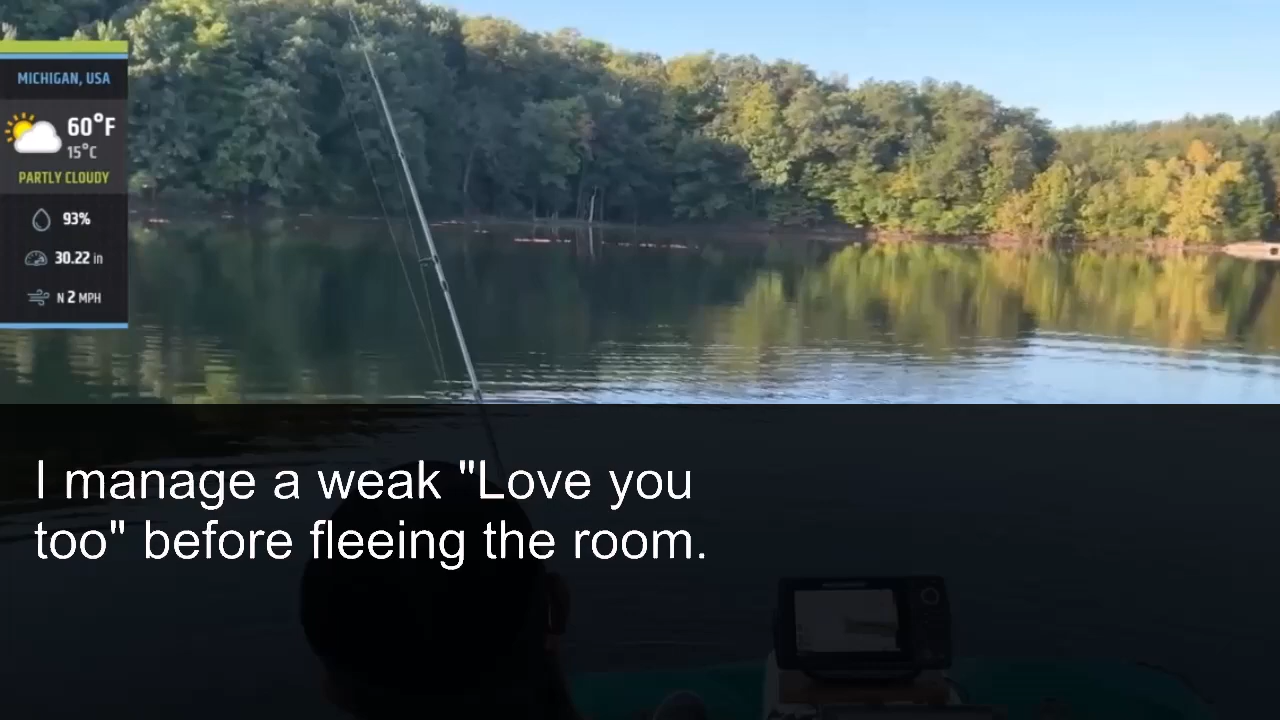 MICHIGAN, USA
60°F
15°C
PARTLY CLOUDY
93%
30.22 in
N 2 MPH
I manage a weak "Love you
too" before fleeing the room.